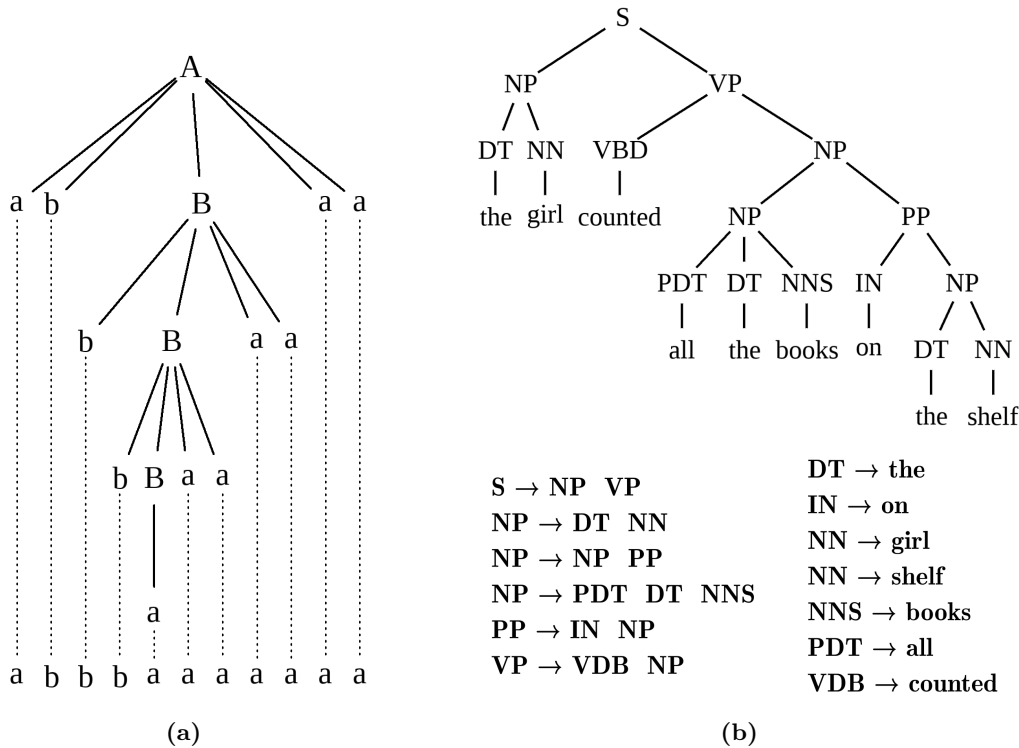 A
a b B a a
b B a a
b B a a
a
a b b b a a a a a a a
(a)
S
NP VP
DT NN VBD NP
the girl counted NP PP
PDT DT NNS IN NP
all the books on DT NN
the shelf
S → NP VP
NP → DT NN
NP → NP PP
NP → PDT DT NNS
PP → IN NP
VP → VDB NP
DT → the
IN → on
NN → girl
NN → shelf
NNS → books
PDT → all
VDB → counted
(b)